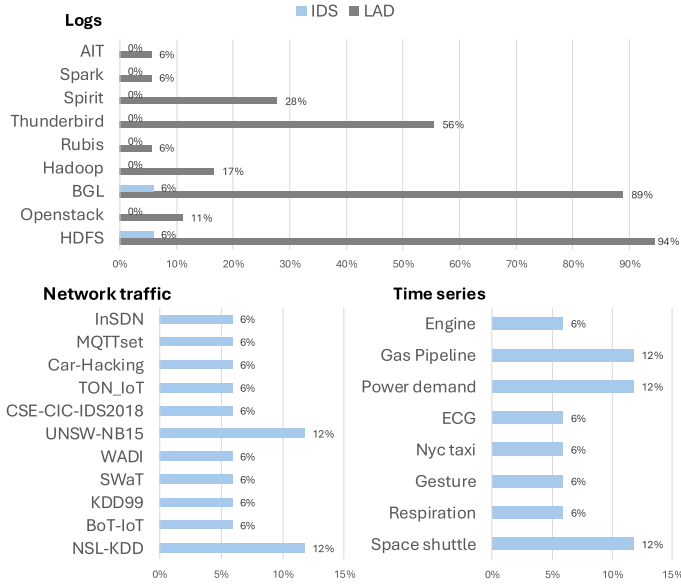 IDS LAD
Logs
AIT 0% 6%
Spark 0% 6%
Spirit 0% 28%
Thunderbird 0% 56%
Rubis 0% 6%
Hadoop 0% 17%
BGL 6% 89%
Openstack 0% 11%
HDFS 6% 94%
0% 10% 20% 30% 40% 50% 60% 70% 80% 90%
Network traffic
InSDN 6%
MQTTset 6%
Car-Hacking 6%
TON_IoT 6%
CSE-CIC-IDS2018 6%
UNSW-NB15 12%
WADI 6%
SWaT 6%
KDD99 6%
BoT-IoT 6%
NSL-KDD 12%
0% 5% 10% 15%
Time series
Engine 6%
Gas Pipeline 12%
Power demand 12%
ECG 6%
Nyc taxi 6%
Gesture 6%
Respiration 6%
Space shuttle 12%
0% 5% 10% 15%